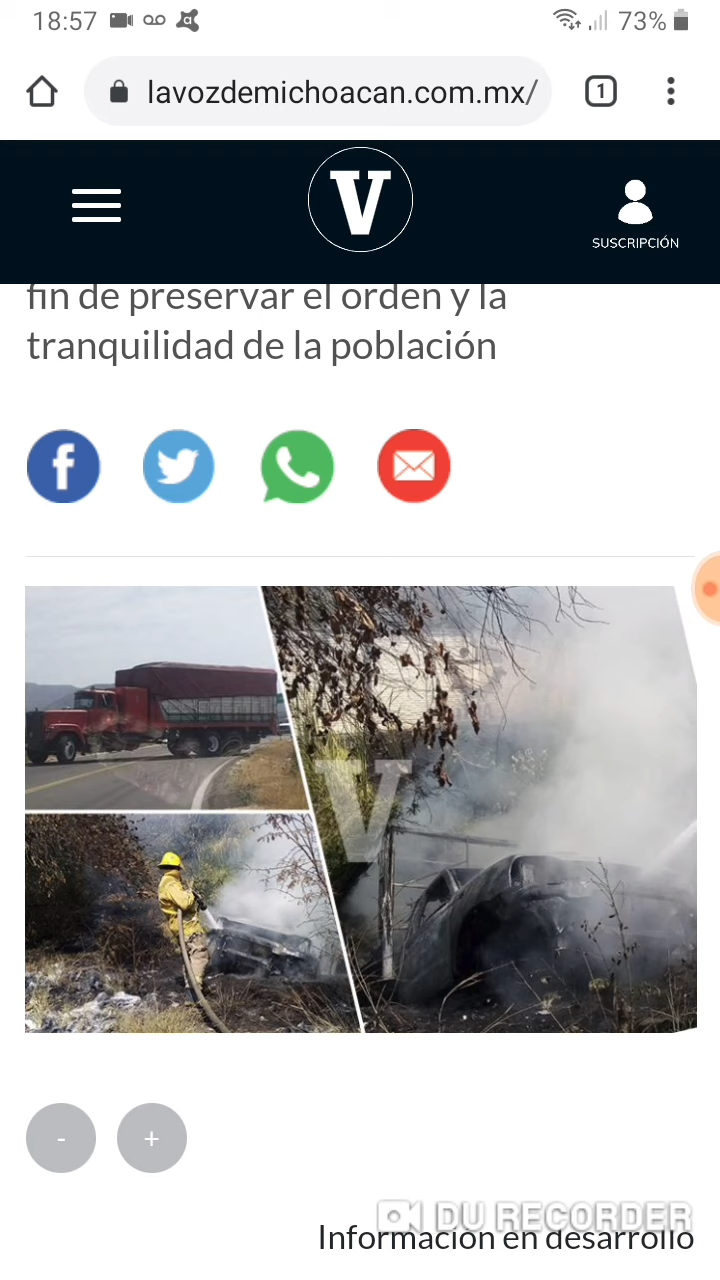 18:57
73%
lavozdemichoacan.com.mx/
1
V
SUSCRIPCIÓN
fin de preservar el orden y la
tranquilidad de la población
V
-
+
DU RECORDER
Información en desarrollo